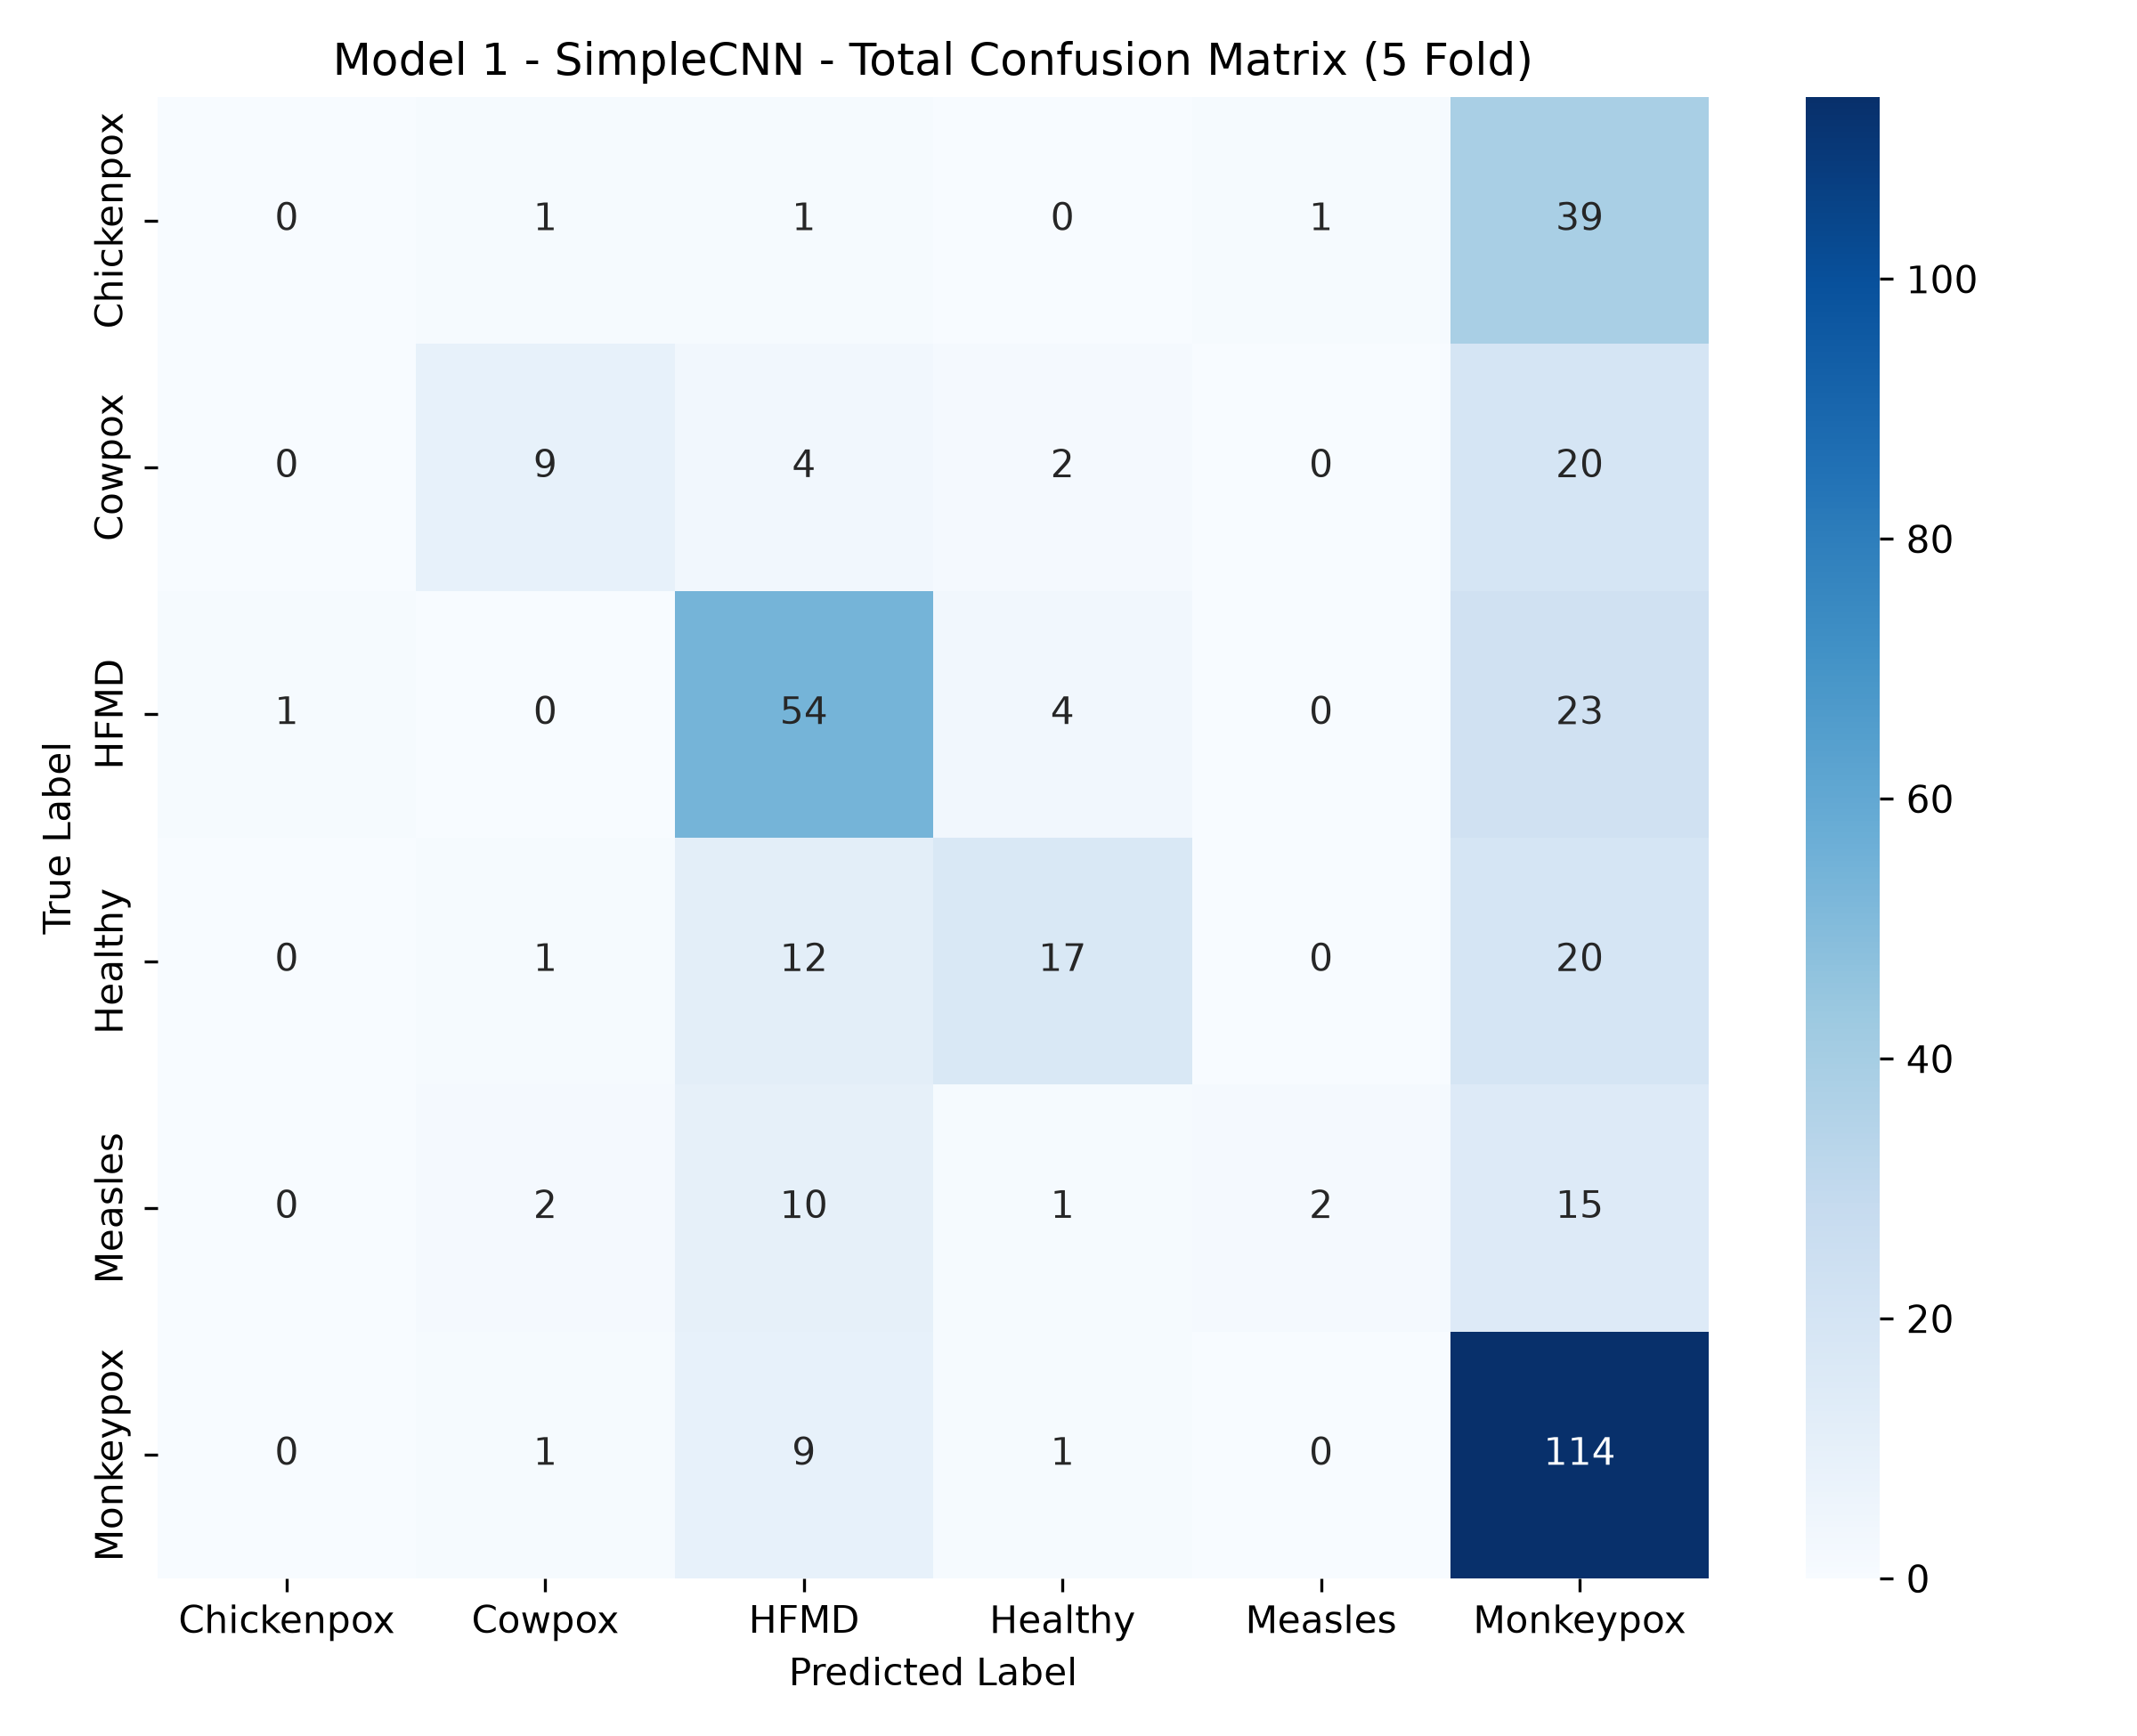 Model 1 - SimpleCNN - Total Confusion Matrix (5 Fold)
True Label
Chickenpox 0 1 1 0 1 39
Cowpox 0 9 4 2 0 20
HFMD 1 0 54 4 0 23
Healthy 0 1 12 17 0 20
Measles 0 2 10 1 2 15
Monkeypox 0 1 9 1 0 114
Chickenpox Cowpox HFMD Healthy Measles Monkeypox
Predicted Label
100
80
60
40
20
0